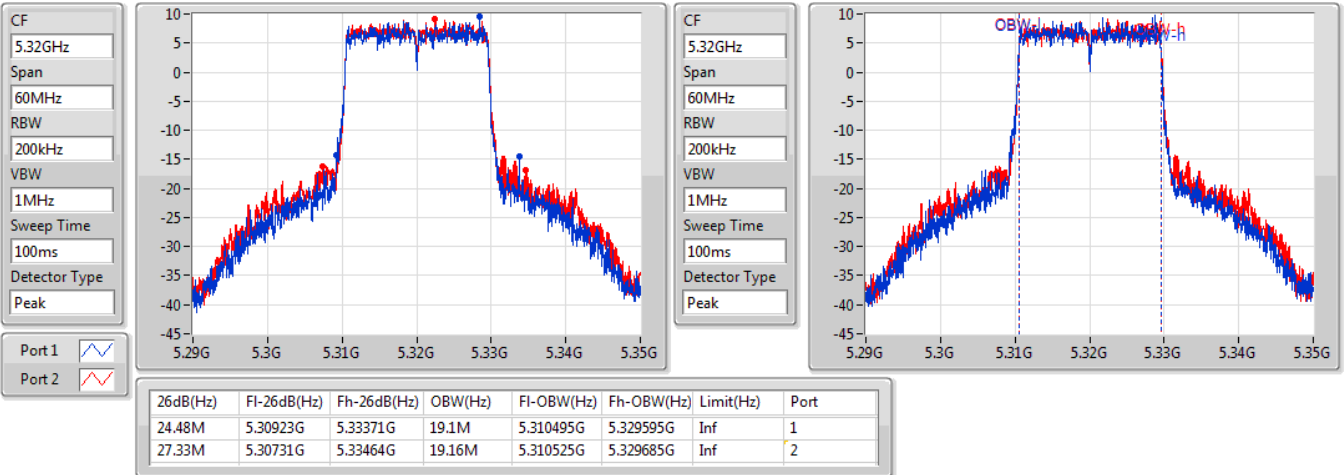 CF
5.32GHz
Span
60MHz
RBW
200kHz
VBW
1MHz
Sweep Time
100ms
Detector Type
Peak
Port 1
Port 2
10
5
0
-5
-10
-15
-20
-25
-30
-35
-40
-45
5.29G 5.3G 5.31G 5.32G 5.33G 5.34G 5.35G
CF
5.32GHz
Span
60MHz
RBW
200kHz
VBW
1MHz
Sweep Time
100ms
Detector Type
Peak
10
5
0
-5
-10
-15
-20
-25
-30
-35
-40
-45
5.29G 5.3G 5.31G 5.32G 5.33G 5.34G 5.35G
26dB(Hz) Fl-26dB(Hz) Fh-26dB(Hz) OBW(Hz) Fl-OBW(Hz) Fh-OBW(Hz) Limit(Hz) Port
24.48M 5.30923G 5.33371G 19.1M 5.310495G 5.329595G Inf 1
27.33M 5.30731G 5.33464G 19.16M 5.310525G 5.329685G Inf 2